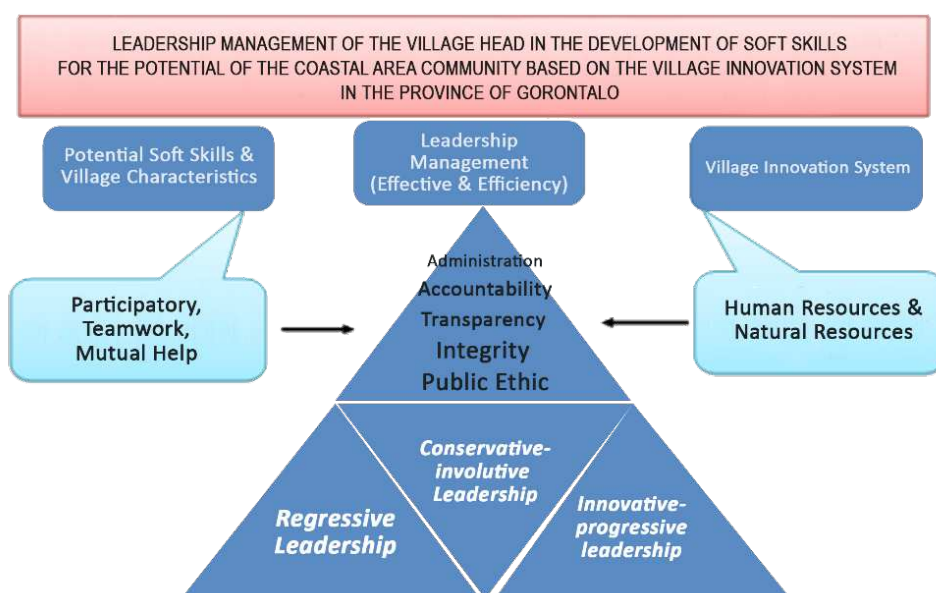 LEADERSHIP MANAGEMENT OF THE VILLAGE HEAD IN THE DEVELOPMENT OF SOFT SKILLS
FOR THE POTENTIAL OF THE COASTAL AREA COMMUNITY BASED ON THE VILLAGE INNOVATION SYSTEM
IN THE PROVINCE OF GORONTALO
Potential Soft Skills &
Village Characteristics
Leadership
Management
(Effective & Efficiency)
Village Innovation System
Participatory,
Teamwork,
Mutual Help
Administration
Accountability
Transparency
Integrity
Public Ethic
Human Resources &
Natural Resources
Regressive
Leadership
Conservative-
involutive
Leadership
Innovative-
progressive
leadership